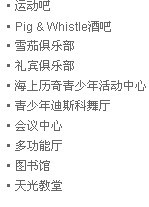 • 运动吧
• Pig & Whistle酒吧
• 雪茄俱乐部
• 礼宾俱乐部
• 海上历奇青少年活动中心
• 青少年迪斯科舞厅
• 会议中心
• 多功能厅
• 图书馆
• 天光教堂